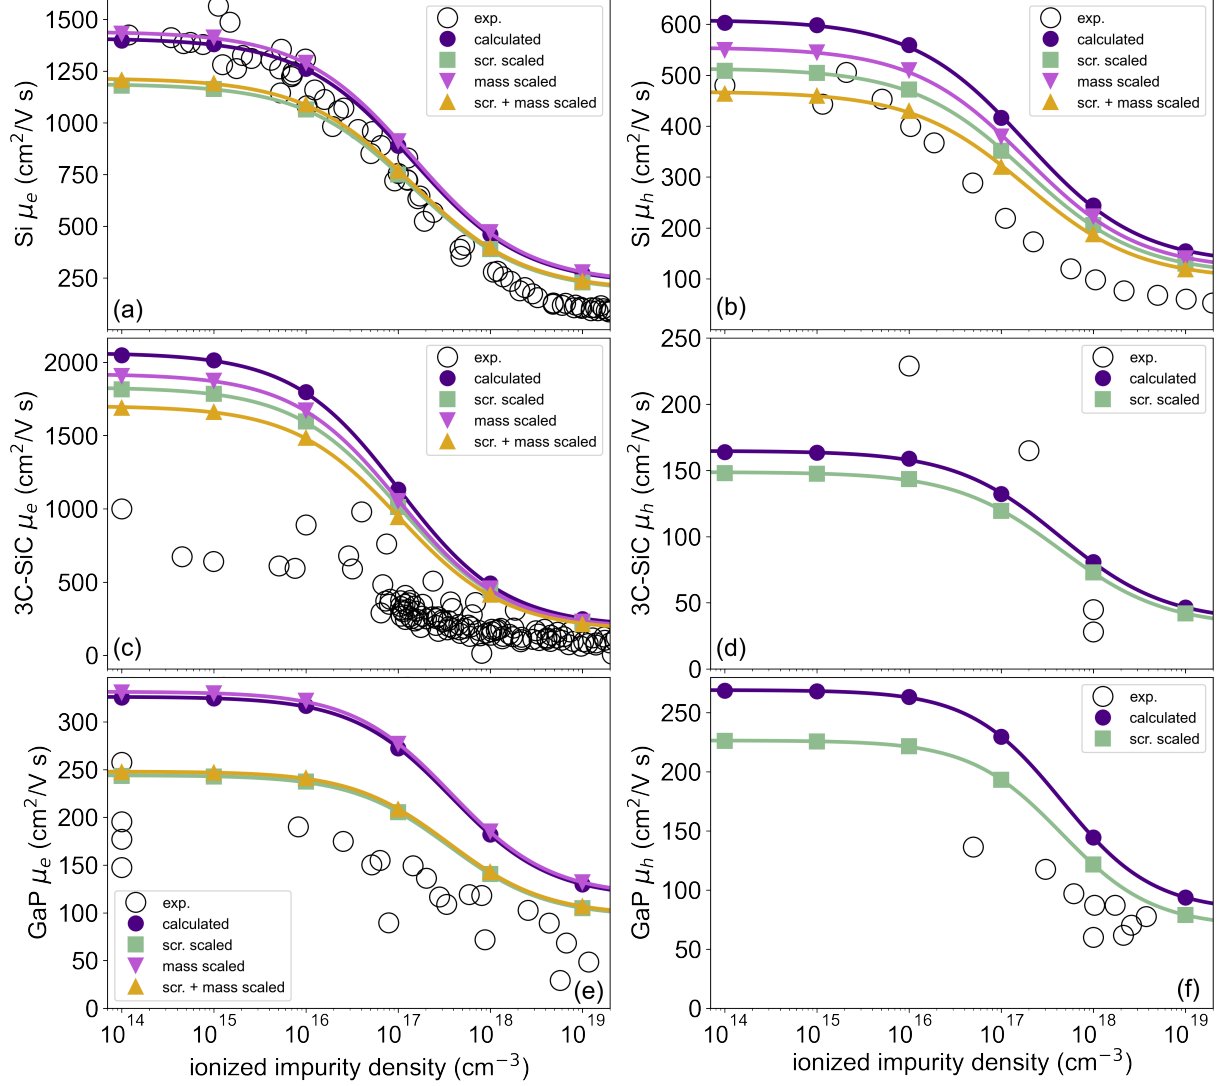 Si μe (cm2/V s)
1500
1250
1000
750
500
250
exp.
calculated
scr. scaled
mass scaled
scr. + mass scaled
(a)
Si μh (cm2/V s)
600
500
400
300
200
100
exp.
calculated
scr. scaled
mass scaled
scr. + mass scaled
(b)
3C-SiC μe (cm2/V s)
2000
1500
1000
500
0
exp.
calculated
scr. scaled
mass scaled
scr. + mass scaled
(c)
3C-SiC μh (cm2/V s)
250
200
150
100
50
0
exp.
calculated
scr. scaled
(d)
GaP μe (cm2/V s)
300
250
200
150
100
50
0
exp.
calculated
scr. scaled
mass scaled
scr. + mass scaled
(e)
10^14 10^15 10^16 10^17 10^18 10^19
ionized impurity density (cm−3)
GaP μh (cm2/V s)
250
200
150
100
50
0
exp.
calculated
scr. scaled
(f)
10^14 10^15 10^16 10^17 10^18 10^19
ionized impurity density (cm−3)